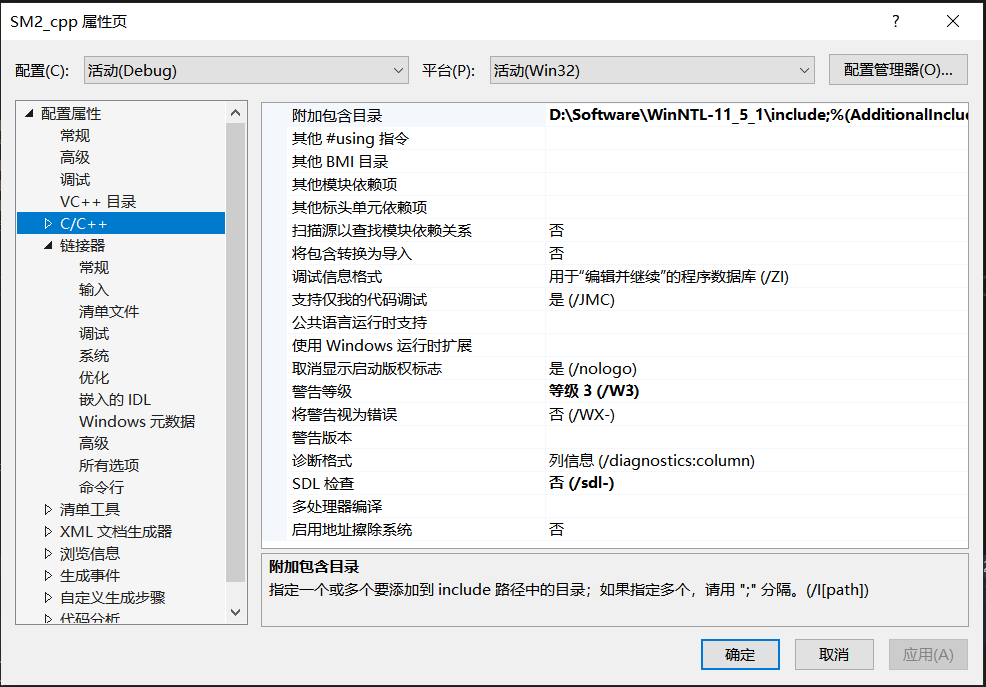 SM2_cpp 属性页
?
配置(C): 活动(Debug) 平台(P): 活动(Win32) 配置管理器(O)...
配置属性
常规
高级
调试
VC++ 目录
C/C++
链接器
常规
输入
清单文件
调试
系统
优化
嵌入的 IDL
Windows 元数据
高级
所有选项
命令行
清单工具
XML 文档生成器
浏览信息
生成事件
自定义生成步骤
代码分析
附加包含目录 D:\Software\WinNTL-11_5_1\include;%(AdditionalInclu
其他 #using 指令
其他 BMI 目录
其他模块依赖项
其他标头单元依赖项
扫描源以查找模块依赖关系 否
将包含转换为导入 否
调试信息格式 用于“编辑并继续”的程序数据库 (/ZI)
支持仅我的代码调试 是 (/JMC)
公共语言运行时支持
使用 Windows 运行时扩展
取消显示启动版权标志 是 (/nologo)
警告等级 等级 3 (/W3)
将警告视为错误 否 (/WX-)
警告版本
诊断格式 列信息 (/diagnostics:column)
SDL 检查 否 (/sdl-)
多处理器编译
启用地址擦除系统 否
附加包含目录
指定一个或多个要添加到 include 路径中的目录；如果指定多个，请用 ";" 分隔。(/I[path])
确定 取消 应用(A)